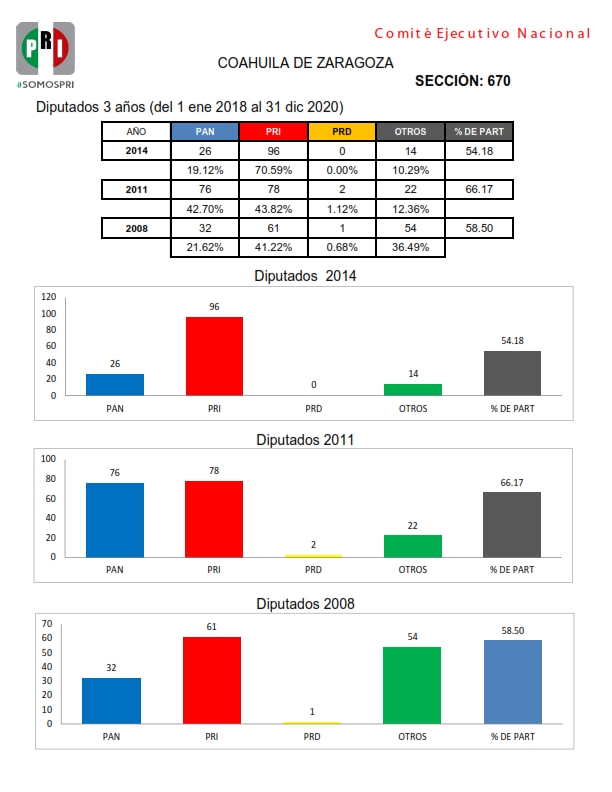 Comité Ejecutivo Nacional
PRI
#SOMOSPRI
COAHUILA DE ZARAGOZA
SECCIÓN: 670
Diputados 3 años (del 1 ene 2018 al 31 dic 2020)
AÑO PAN PRI PRD OTROS % DE PART
2014 26 96 0 14 54.18
19.12% 70.59% 0.00% 10.29%
2011 76 78 2 22 66.17
42.70% 43.82% 1.12% 12.36%
2008 32 61 1 54 58.50
21.62% 41.22% 0.68% 36.49%
Diputados 2014
120
100
80
60
40
20
0
26 96 0 14 54.18
PAN PRI PRD OTROS % DE PART
Diputados 2011
100
80
60
40
20
0
76 78 2 22 66.17
PAN PRI PRD OTROS % DE PART
Diputados 2008
70
60
50
40
30
20
10
0
32 61 1 54 58.50
PAN PRI PRD OTROS % DE PART